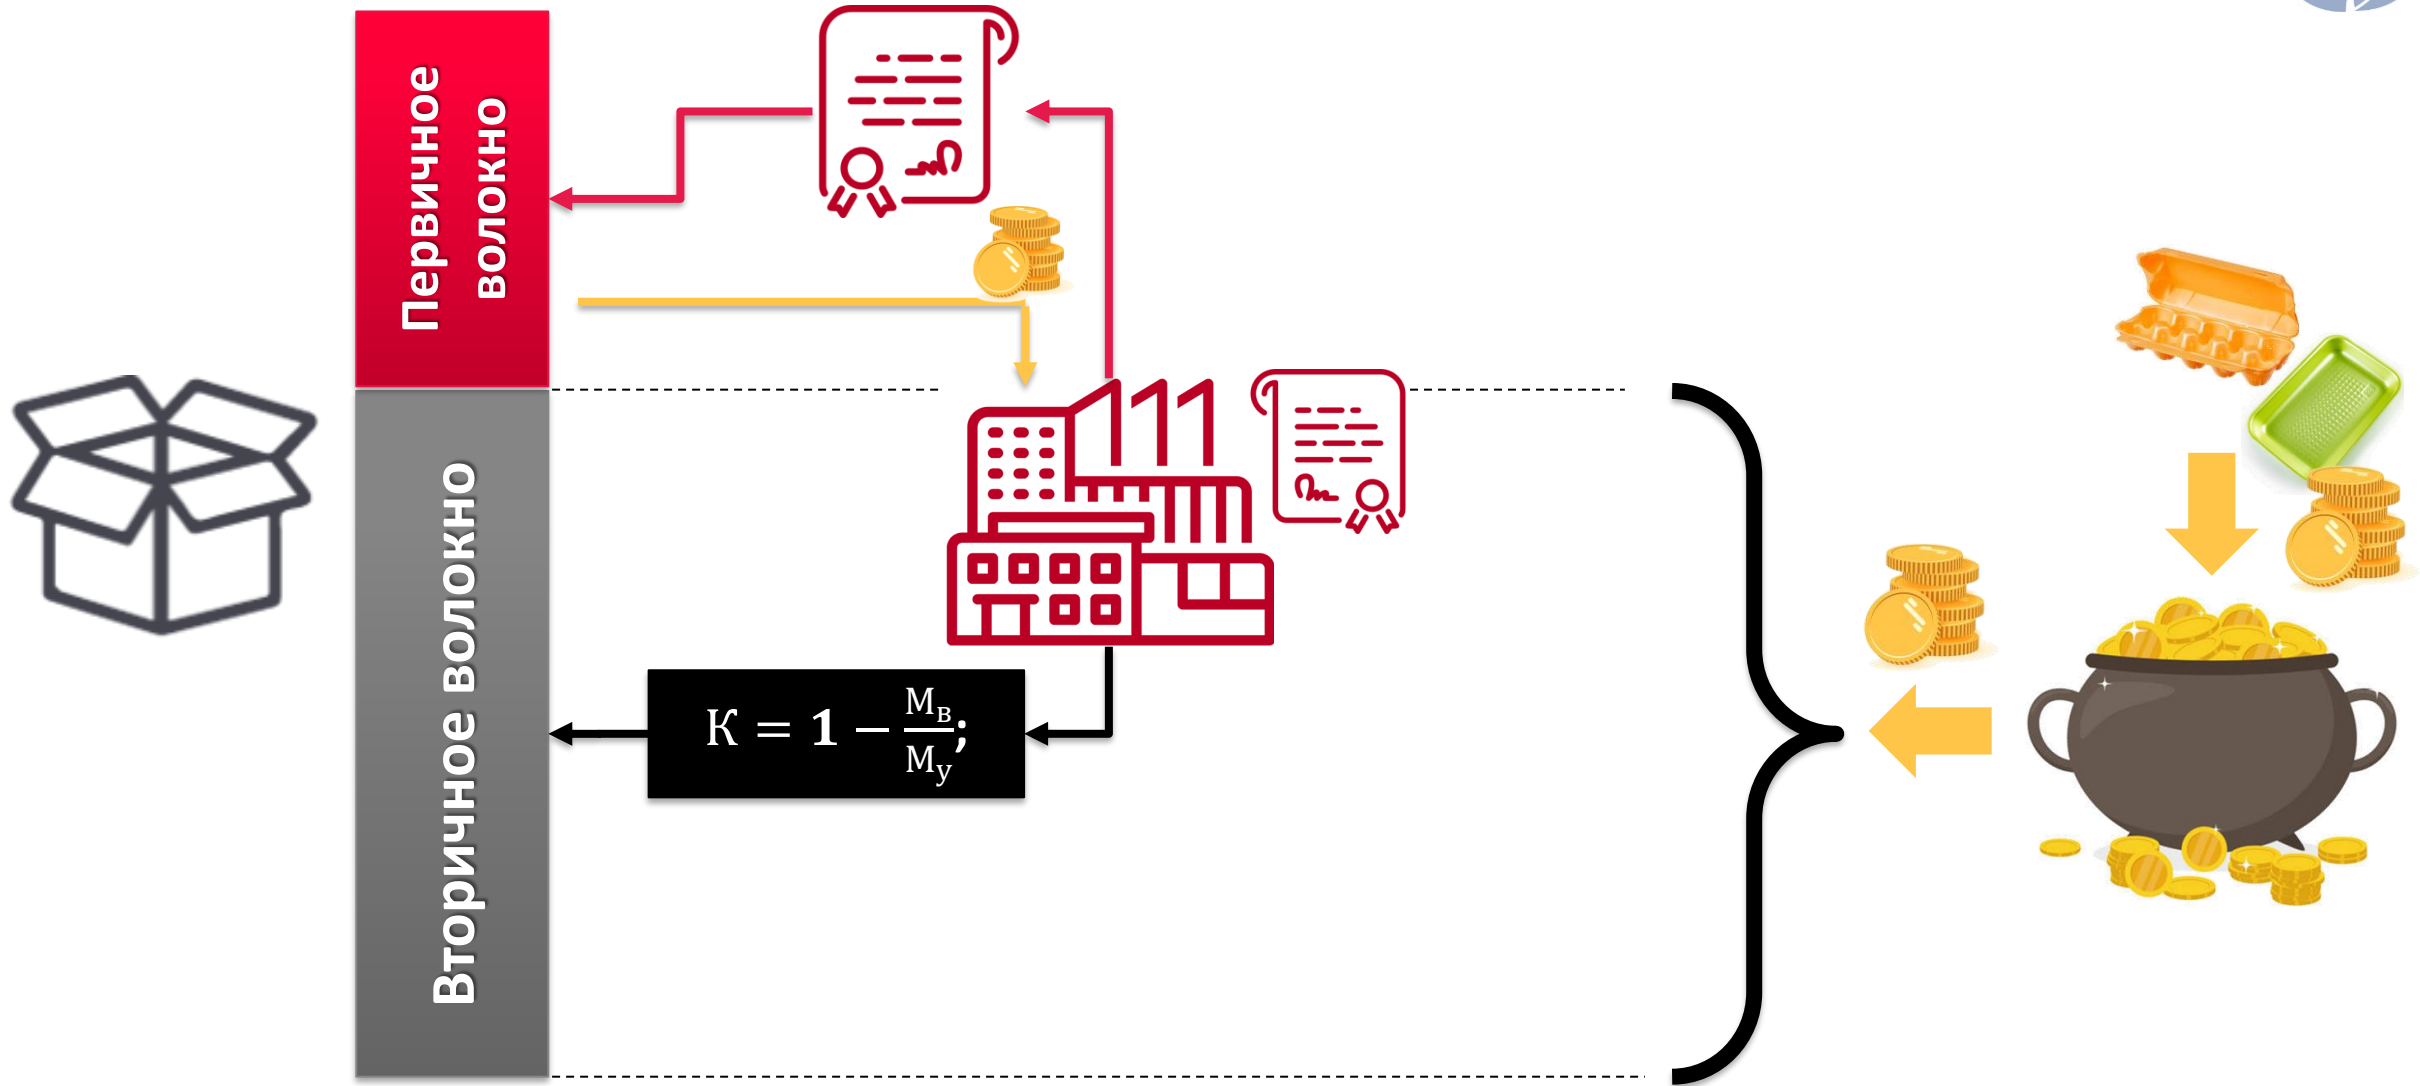 Первичное
волокно
Вторичное волокно
К = 1 − Мв/Му;